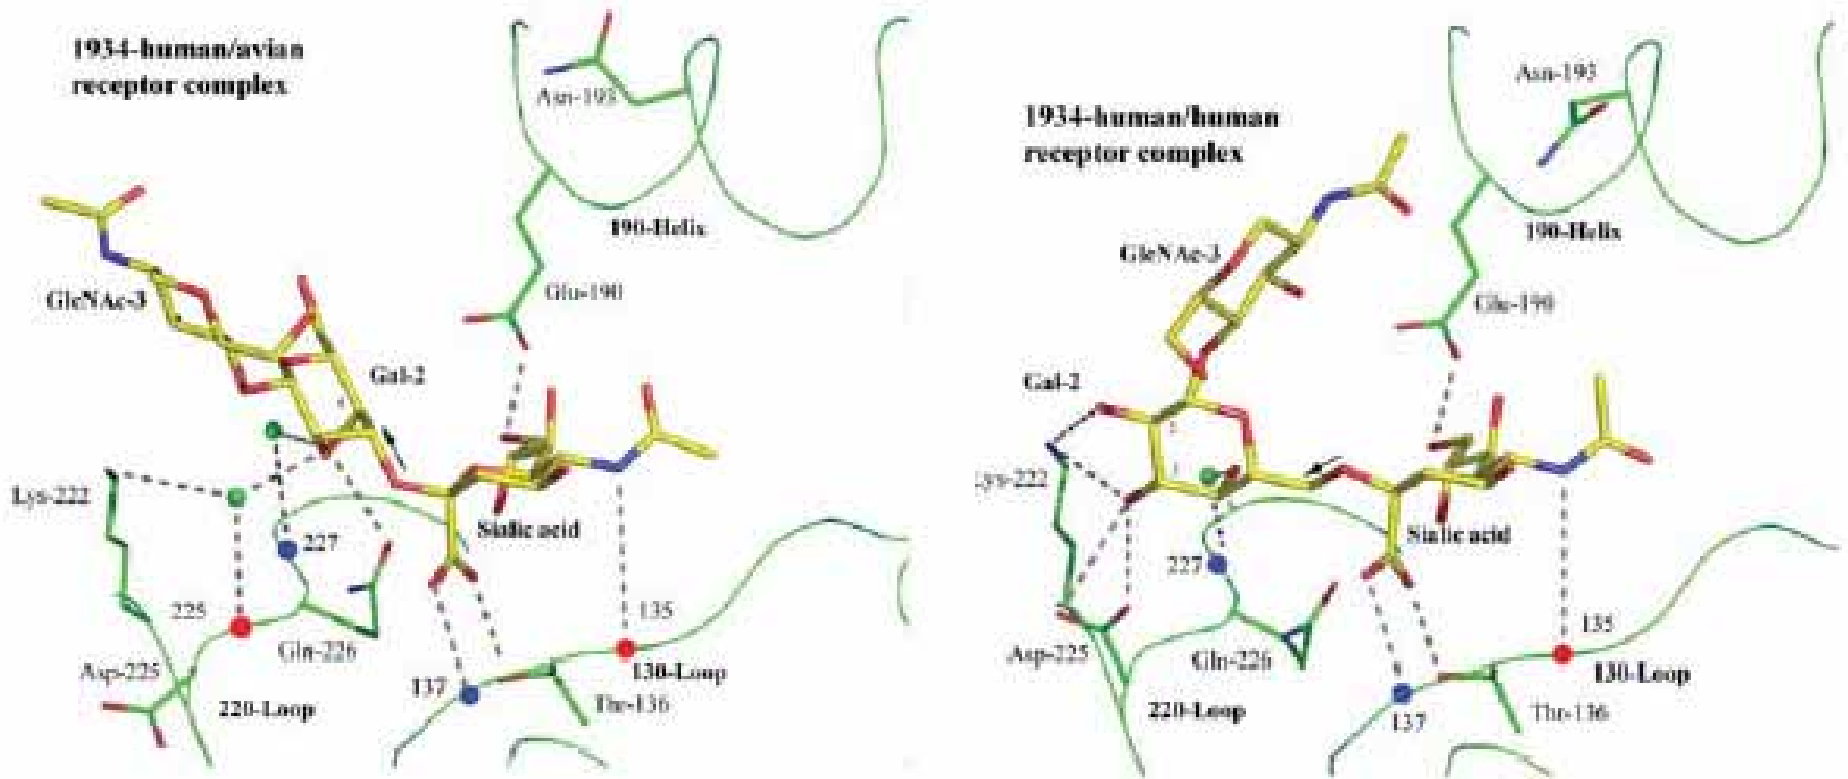 1934-human/avian
receptor complex
Asn-193
190-Helix
Glu-190
GlcNAc-3
Gal-2
Lys-222
Sialic acid
227
225
135
Gln-226
Asp-225
137
130-Loop
220-Loop
Thr-136
1934-human/human
receptor complex
Asn-193
190-Helix
GlcNAc-3
Glu-190
Gal-2
Lys-222
Sialic acid
227
135
Asp-225
Gln-226
130-Loop
220-Loop
137
Thr-136